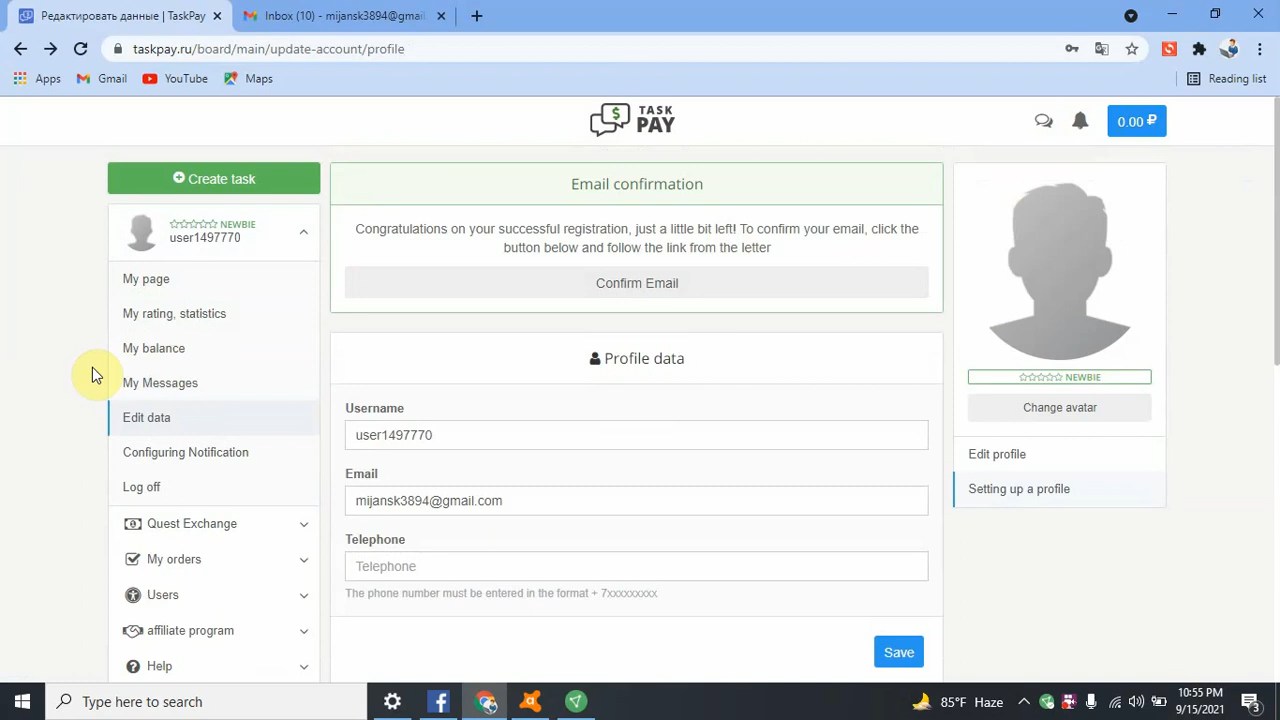 Редактировать данные | TaskPay
Inbox (10) - mijansk3894@gmail
taskpay.ru/board/main/update-account/profile
Apps
Gmail
YouTube
Maps
Reading list
TASK
PAY
0.00 ₽
Create task
NEWBIE
user1497770
My page
My rating, statistics
My balance
My Messages
Edit data
Configuring Notification
Log off
Quest Exchange
My orders
Users
affiliate program
Help
Email confirmation
Congratulations on your successful registration, just a little bit left! To confirm your email, click the
button below and follow the link from the letter
Confirm Email
Profile data
Username
user1497770
Email
mijansk3894@gmail.com
Telephone
Telephone
The phone number must be entered in the format + 7xxxxxxxxx
Save
NEWBIE
Change avatar
Edit profile
Setting up a profile
Type here to search
85°F Haze
10:55 PM
9/15/2021
3